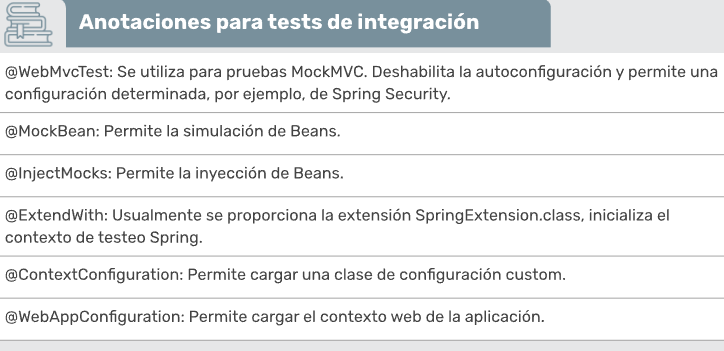 Anotaciones para tests de integración
@WebMvcTest: Se utiliza para pruebas MockMVC. Deshabilita la autoconfiguración y permite una
configuración determinada, por ejemplo, de Spring Security.
@MockBean: Permite la simulación de Beans.
@InjectMocks: Permite la inyección de Beans.
@ExtendWith: Usualmente se proporciona la extensión SpringExtension.class, inicializa el
contexto de testeo Spring.
@ContextConfiguration: Permite cargar una clase de configuración custom.
@WebAppConfiguration: Permite cargar el contexto web de la aplicación.